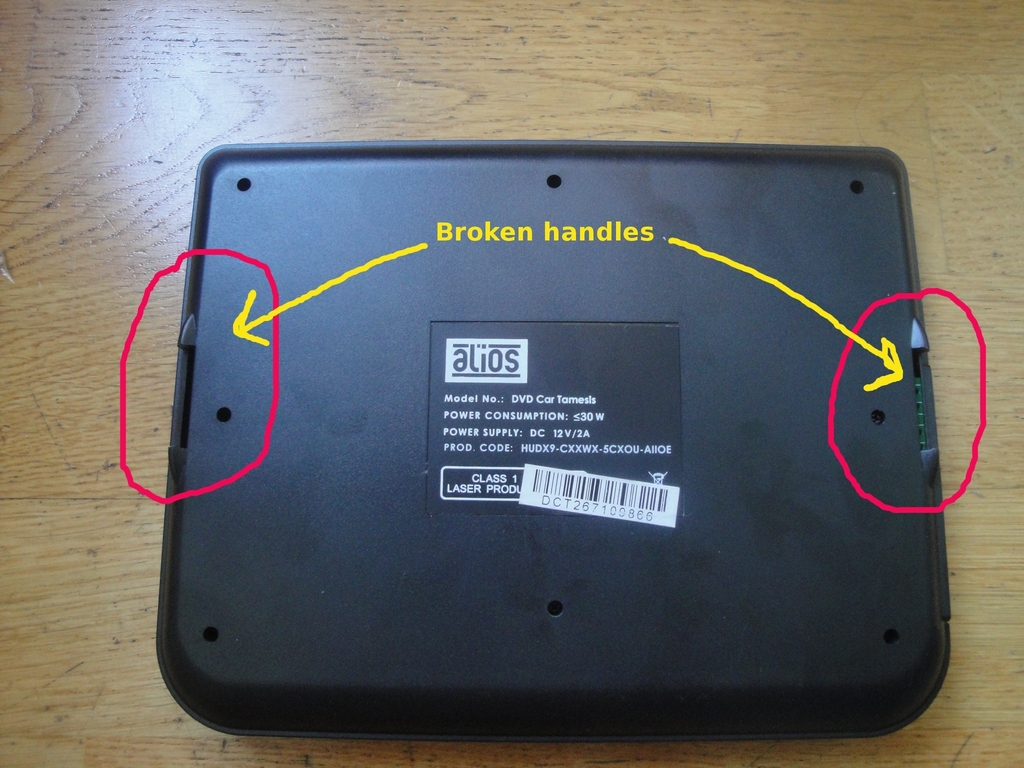 Broken handles
alios
Model No.: DVD Car Tamesis
POWER CONSUMPTION: ≤30 W
POWER SUPPLY: DC 12V/2A
PROD. CODE: HUDX9-CXXWX-5CXOU-AIIOE
CLASS 1
LASER PRODU
DCT267109866